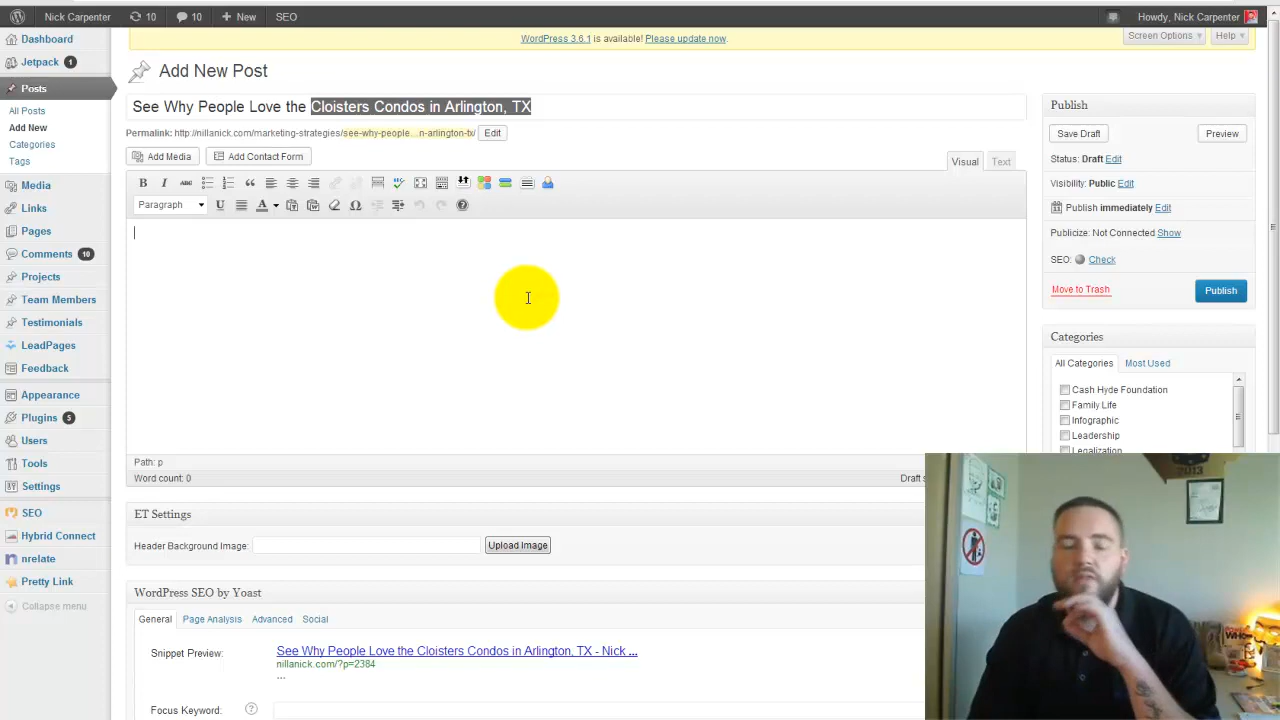 Nick Carpenter 10 10 New SEO Howdy, Nick Carpenter
WordPress 3.6.1 is available! Please update now.
Screen Options Help
Dashboard
Jetpack 1
Posts
All Posts
Add New
Categories
Tags
Media
Links
Pages
Comments 10
Projects
Team Members
Testimonials
LeadPages
Feedback
Appearance
Plugins 5
Users
Tools
Settings
SEO
Hybrid Connect
nrelate
Pretty Link
Collapse menu
Add New Post
See Why People Love the Cloisters Condos in Arlington, TX
Permalink: http://nillanick.com/marketing-strategies/see-why-people...n-arlington-tx/ Edit
Add Media Add Contact Form
Visual Text
B I ABC
Paragraph U A Ω
Path: p
Word count: 0 Draft
ET Settings
Header Background Image: Upload Image
WordPress SEO by Yoast
General Page Analysis Advanced Social
Snippet Preview: See Why People Love the Cloisters Condos in Arlington, TX - Nick ...
nillanick.com/?p=2384
...
Focus Keyword: ?
Publish
Save Draft Preview
Status: Draft Edit
Visibility: Public Edit
Publish immediately Edit
Publicize: Not Connected Show
SEO: Check
Move to Trash Publish
Categories
All Categories Most Used
Cash Hyde Foundation
Family Life
Infographic
Leadership
Legalization
2013